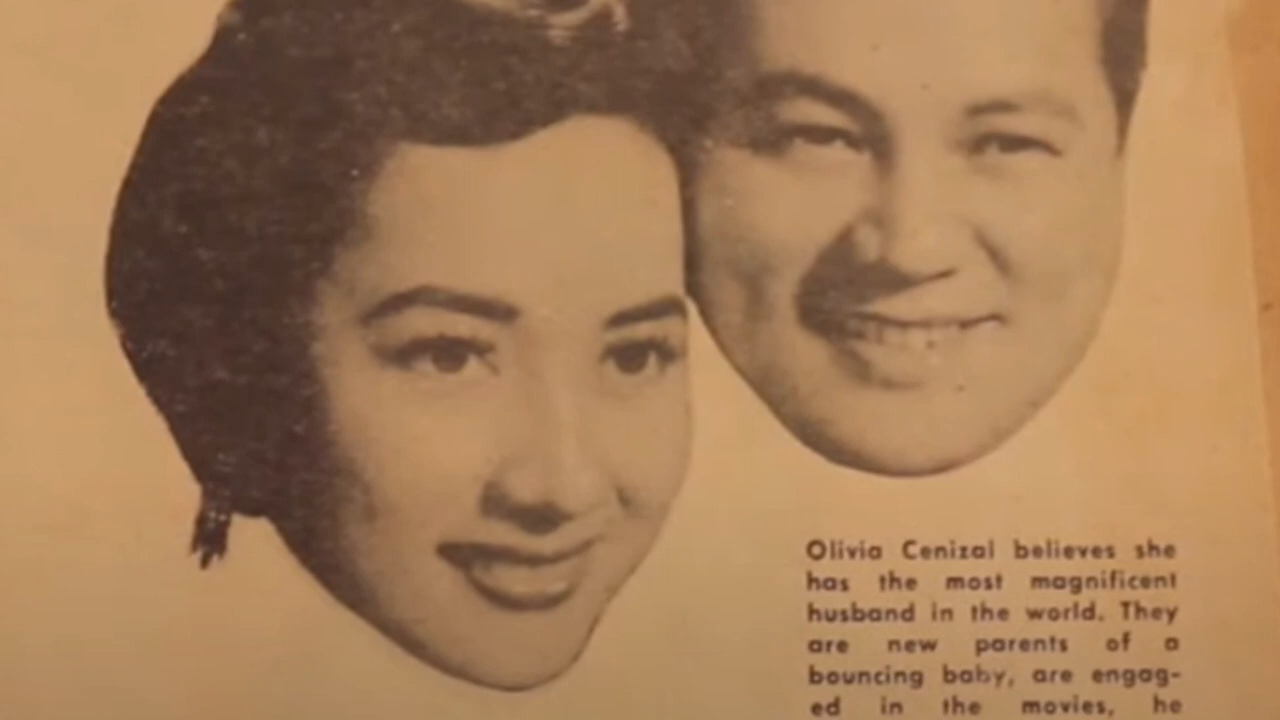 Olivia Cenizal believes she
has the most magnificent
husband in the world. They
are new parents of a
bouncing baby, are engag-
ed in the movies, he